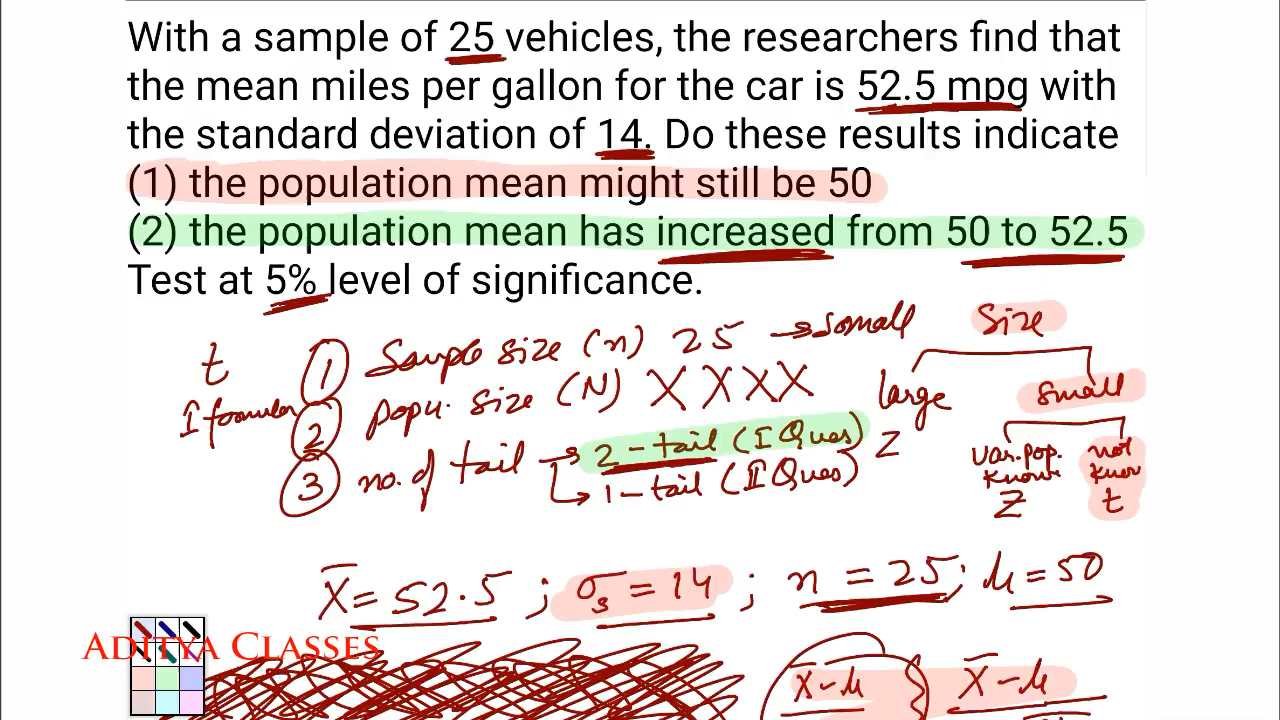 With a sample of 25 vehicles, the researchers find that
the mean miles per gallon for the car is 52.5 mpg with
the standard deviation of 14. Do these results indicate
(1) the population mean might still be 50
(2) the population mean has increased from 50 to 52.5
Test at 5% level of significance.
t
I formula
① Sample size (n) 25 → small
② popu. size (N) X X X X
③ no. of tail → 2 - tail (I Ques)
→ 1 - tail (II Ques)
Size
large
small
Z
var. pop. known
Z
not know
t
X̄ = 52.5 ; σs = 14 ; n = 25 ; μ = 50
ADITYA CLASSES
X̄ - μ } X̄ - μ